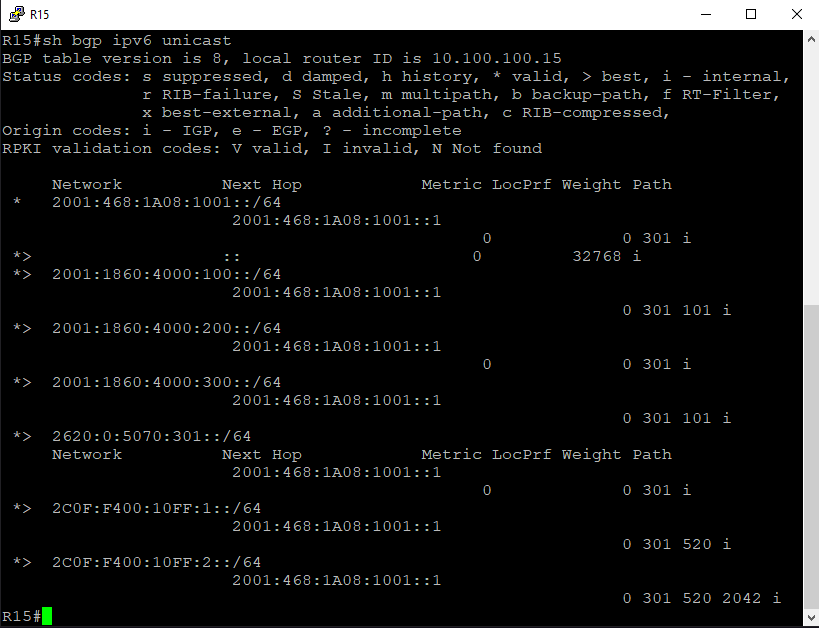 R15
R15#sh bgp ipv6 unicast
BGP table version is 8, local router ID is 10.100.100.15
Status codes: s suppressed, d damped, h history, * valid, > best, i - internal,
              r RIB-failure, S Stale, m multipath, b backup-path, f RT-Filter,
              x best-external, a additional-path, c RIB-compressed,
Origin codes: i - IGP, e - EGP, ? - incomplete
RPKI validation codes: V valid, I invalid, N Not found
     Network          Next Hop            Metric LocPrf Weight Path
 *   2001:468:1A08:1001::/64
                       2001:468:1A08:1001::1
                                                0             0 301 i
 *>                   ::                       0         32768 i
 *>  2001:1860:4000:100::/64
                       2001:468:1A08:1001::1
                                                              0 301 101 i
 *>  2001:1860:4000:200::/64
                       2001:468:1A08:1001::1
                                                0             0 301 i
 *>  2001:1860:4000:300::/64
                       2001:468:1A08:1001::1
                                                              0 301 101 i
 *>  2620:0:5070:301::/64
     Network          Next Hop            Metric LocPrf Weight Path
                       2001:468:1A08:1001::1
                                                0             0 301 i
 *>  2C0F:F400:10FF:1::/64
                       2001:468:1A08:1001::1
                                                              0 301 520 i
 *>  2C0F:F400:10FF:2::/64
                       2001:468:1A08:1001::1
                                                              0 301 520 2042 i
R15#